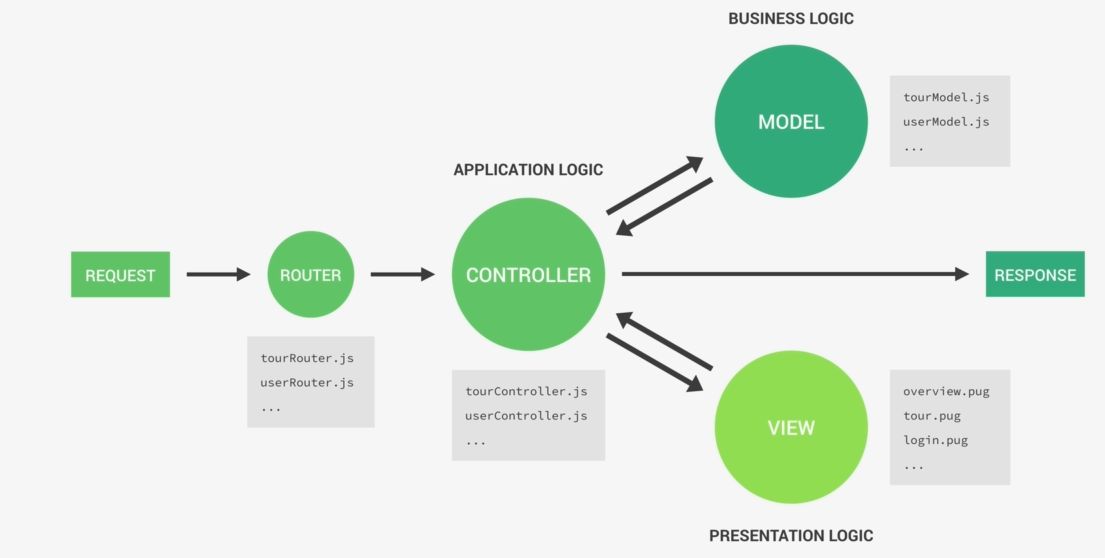 BUSINESS LOGIC
MODEL
tourModel.js
userModel.js
...
APPLICATION LOGIC
REQUEST
ROUTER
CONTROLLER
RESPONSE
tourRouter.js
userRouter.js
...
tourController.js
userController.js
...
VIEW
overview.pug
tour.pug
login.pug
...
PRESENTATION LOGIC